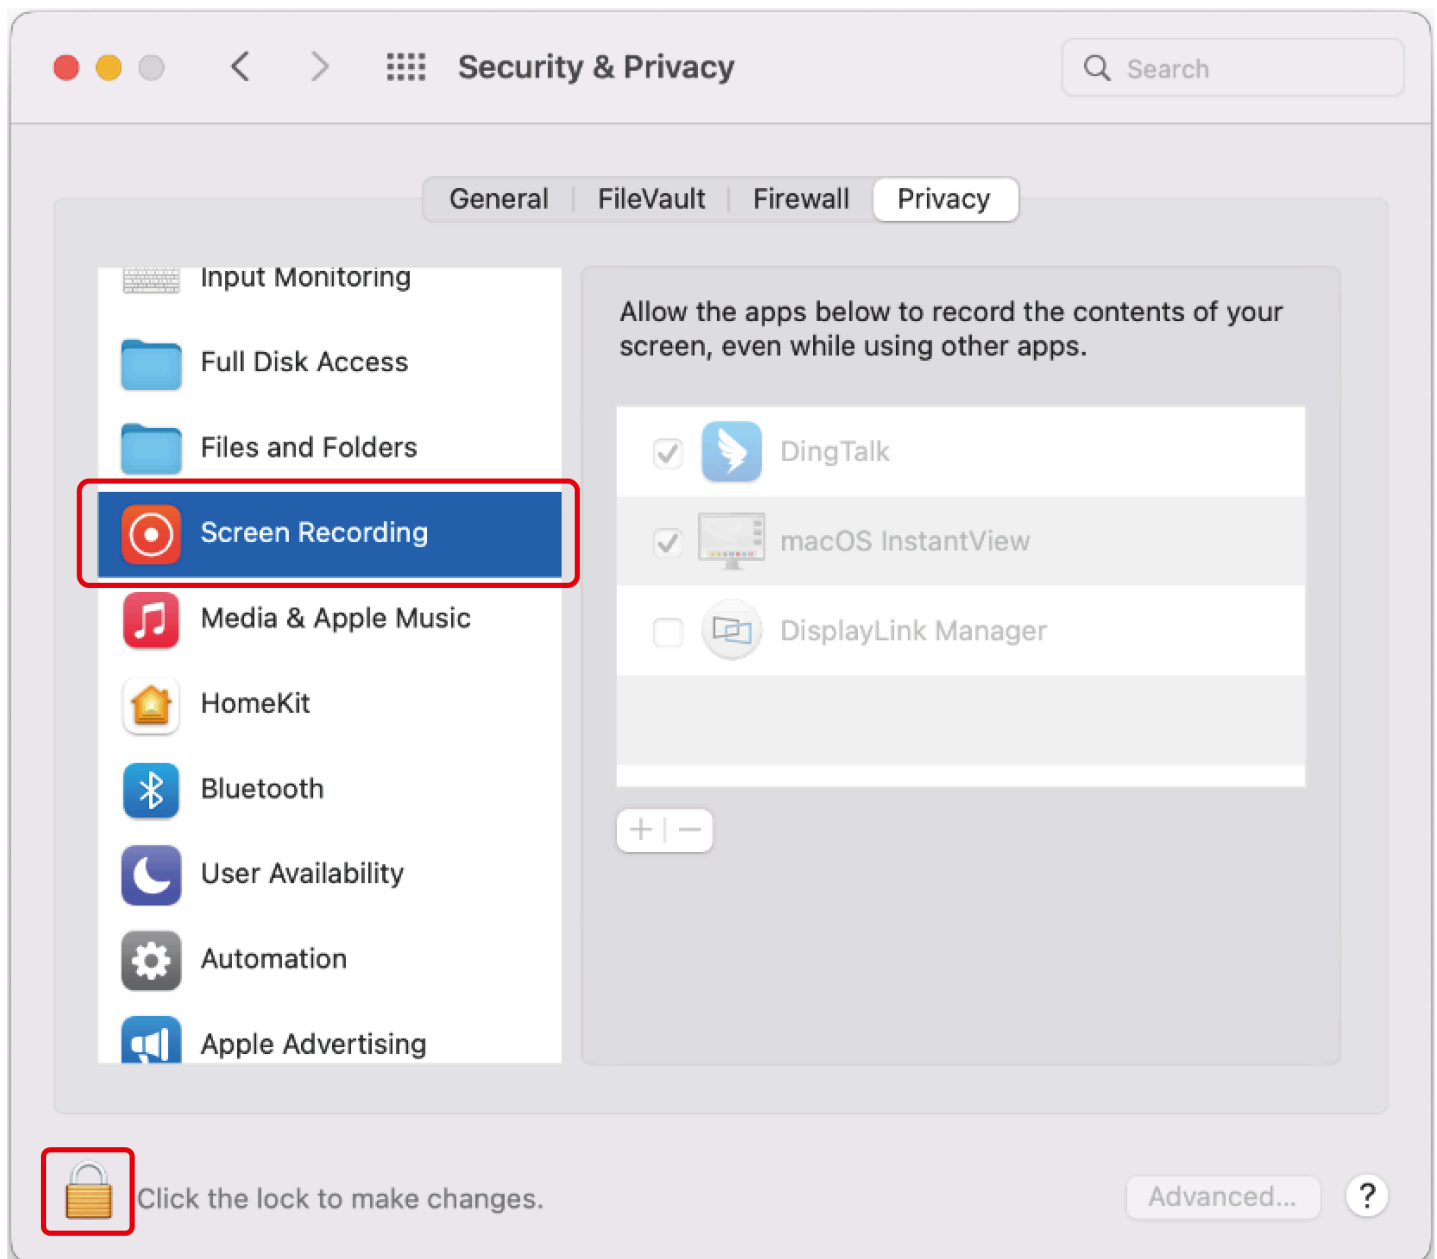 Security & Privacy
Search
General
FileVault
Firewall
Privacy
Input Monitoring
Full Disk Access
Files and Folders
Screen Recording
Media & Apple Music
HomeKit
Bluetooth
User Availability
Automation
Apple Advertising
Allow the apps below to record the contents of your
screen, even while using other apps.
DingTalk
macOS InstantView
DisplayLink Manager
Click the lock to make changes.
Advanced...
?